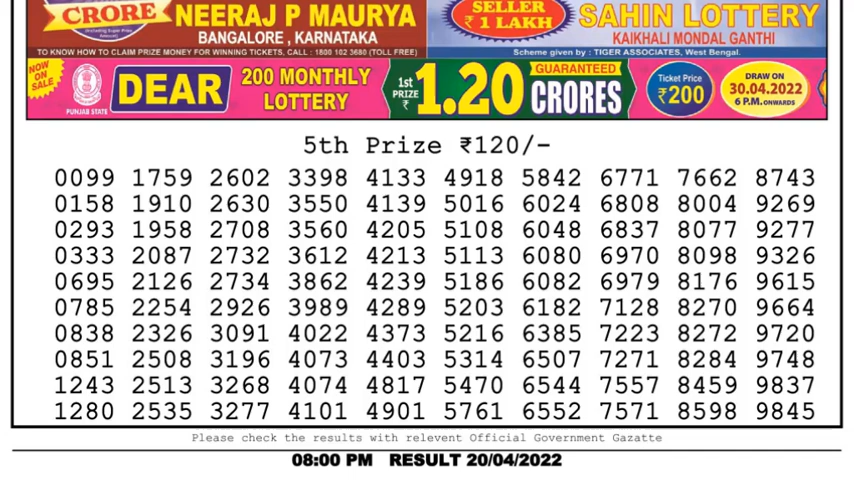 CRORE
(Including Super Prize Amount)
NEERAJ P MAURYA
BANGALORE , KARNATAKA
TO KNOW HOW TO CLAIM PRIZE MONEY FOR WINNING TICKETS, CALL : 1800 102 3680 (TOLL FREE)
SELLER
₹ 1 LAKH
SAHIN LOTTERY
KAIKHALI MONDAL GANTHI
Scheme given by : TIGER ASSOCIATES, West Bengal.
NOW ON SALE
PUNJAB STATE
DEAR
200 MONTHLY
LOTTERY
1st
PRIZE
₹
1.20
GUARANTEED
CRORES
Ticket Price
₹200
DRAW ON
30.04.2022
6 P.M. ONWARDS
5th Prize ₹120/-
0099 1759 2602 3398 4133 4918 5842 6771 7662 8743
0158 1910 2630 3550 4139 5016 6024 6808 8004 9269
0293 1958 2708 3560 4205 5108 6048 6837 8077 9277
0333 2087 2732 3612 4213 5113 6080 6970 8098 9326
0695 2126 2734 3862 4239 5186 6082 6979 8176 9615
0785 2254 2926 3989 4289 5203 6182 7128 8270 9664
0838 2326 3091 4022 4373 5216 6385 7223 8272 9720
0851 2508 3196 4073 4403 5314 6507 7271 8284 9748
1243 2513 3268 4074 4817 5470 6544 7557 8459 9837
1280 2535 3277 4101 4901 5761 6552 7571 8598 9845
Please check the results with relevent Official Government Gazatte
08:00 PM RESULT 20/04/2022